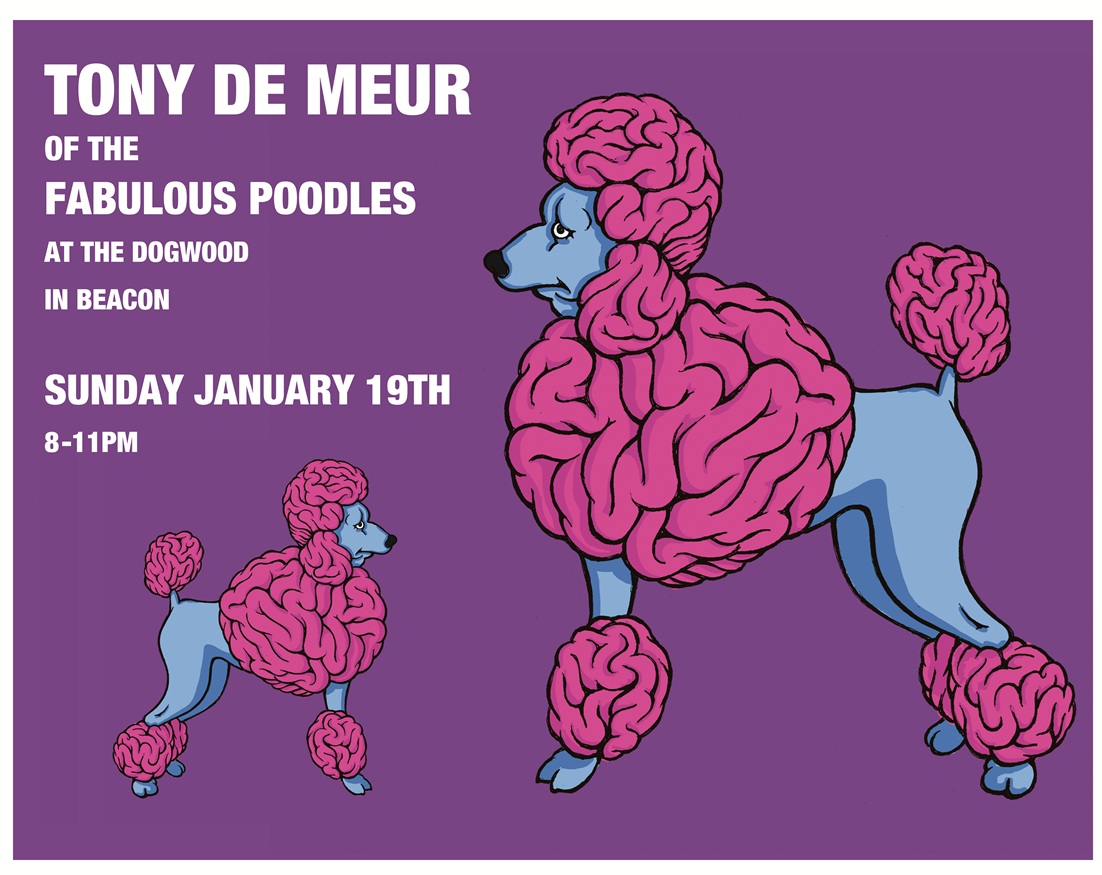 TONY DE MEUR
OF THE
FABULOUS POODLES
AT THE DOGWOOD
IN BEACON
SUNDAY JANUARY 19TH
8-11PM